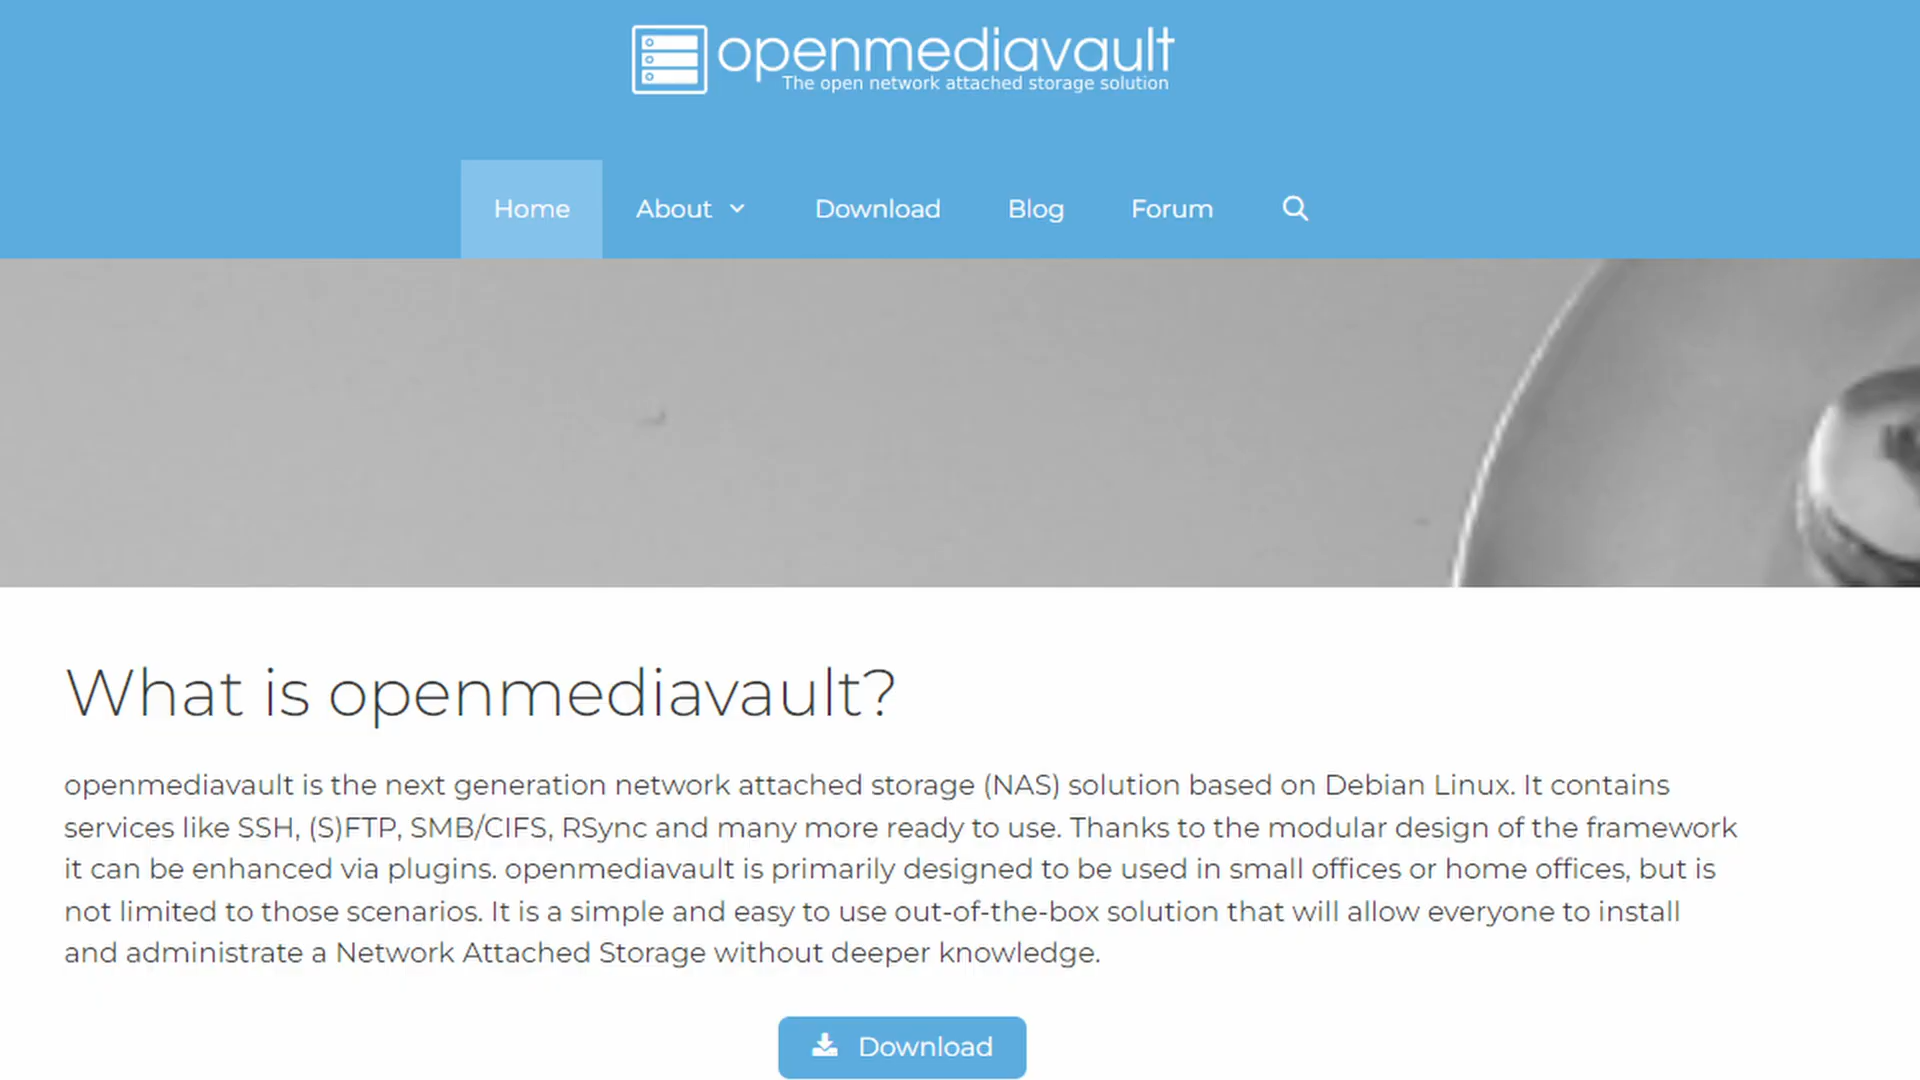 openmediavault
The open network attached storage solution
Home About Download Blog Forum
What is openmediavault?
openmediavault is the next generation network attached storage (NAS) solution based on Debian Linux. It contains
services like SSH, (S)FTP, SMB/CIFS, RSync and many more ready to use. Thanks to the modular design of the framework
it can be enhanced via plugins. openmediavault is primarily designed to be used in small offices or home offices, but is
not limited to those scenarios. It is a simple and easy to use out-of-the-box solution that will allow everyone to install
and administrate a Network Attached Storage without deeper knowledge.
Download